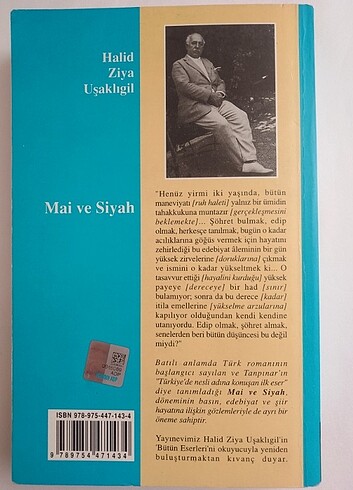 Halid
Ziya
Uşaklıgil
Mai ve Siyah
"Henüz yirmi iki yaşında, bütün
maneviyatı [ruh haleti] yalnız bir ümidin
tahakkukuna muntazır [gerçekleşmesini
beklemekte]... Şöhret bulmak, edip
olmak, herkesçe tanılmak, bugün o kadar
acılıklarına göğüs vermek için hayatını
zehirlediği bu edebiyat âleminin bir gün
yüksek zirvelerine [doruklarına] çıkmak
ve ismini o kadar yükseltmek ki... O
tasavvur ettiği [hayalini kurduğu] yüksek
payeye [dereceye] bir had [sınır]
bulamıyor; sonra da bu derece [kadar]
itila emellerine [yükselme arzularına]
kapılıyor olduğundan kendi kendine
utanıyordu. Edip olmak, şöhret almak,
senelerden beri bütün düşüncesi bu değil
miydi?"
Batılı anlamda Türk romanının
başlangıcı sayılan ve Tanpınar'ın
"Türkiye'de nesli adına konuşan ilk eser"
diye tanımladığı Mai ve Siyah,
döneminin basın, edebiyat ve şiir
hayatına ilişkin gözlemleriyle de ayrı bir
öneme sahiptir.
Yayınevimiz Halid Ziya Uşaklıgil'in
'Bütün Eserleri'ni okuyucuyla yeniden
buluşturmaktan kıvanç duyar.
ISBN 978-975-447-143-4
9 789754 471434